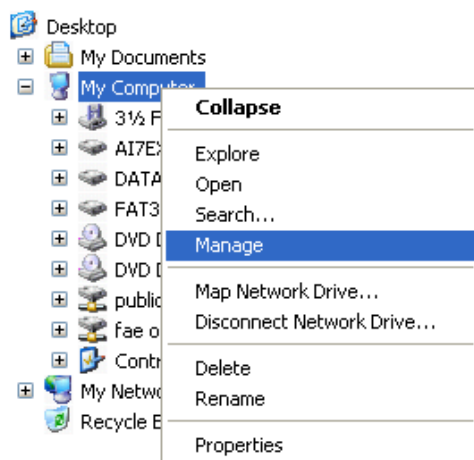 Desktop
My Documents
My Computer
Collapse
3½ F
AI7EX
Explore
DATA
Open
FAT3
Search...
DVD D
Manage
DVD D
public
Map Network Drive...
fae o
Disconnect Network Drive...
Contr
Delete
My Netwo
Rename
Recycle B
Properties